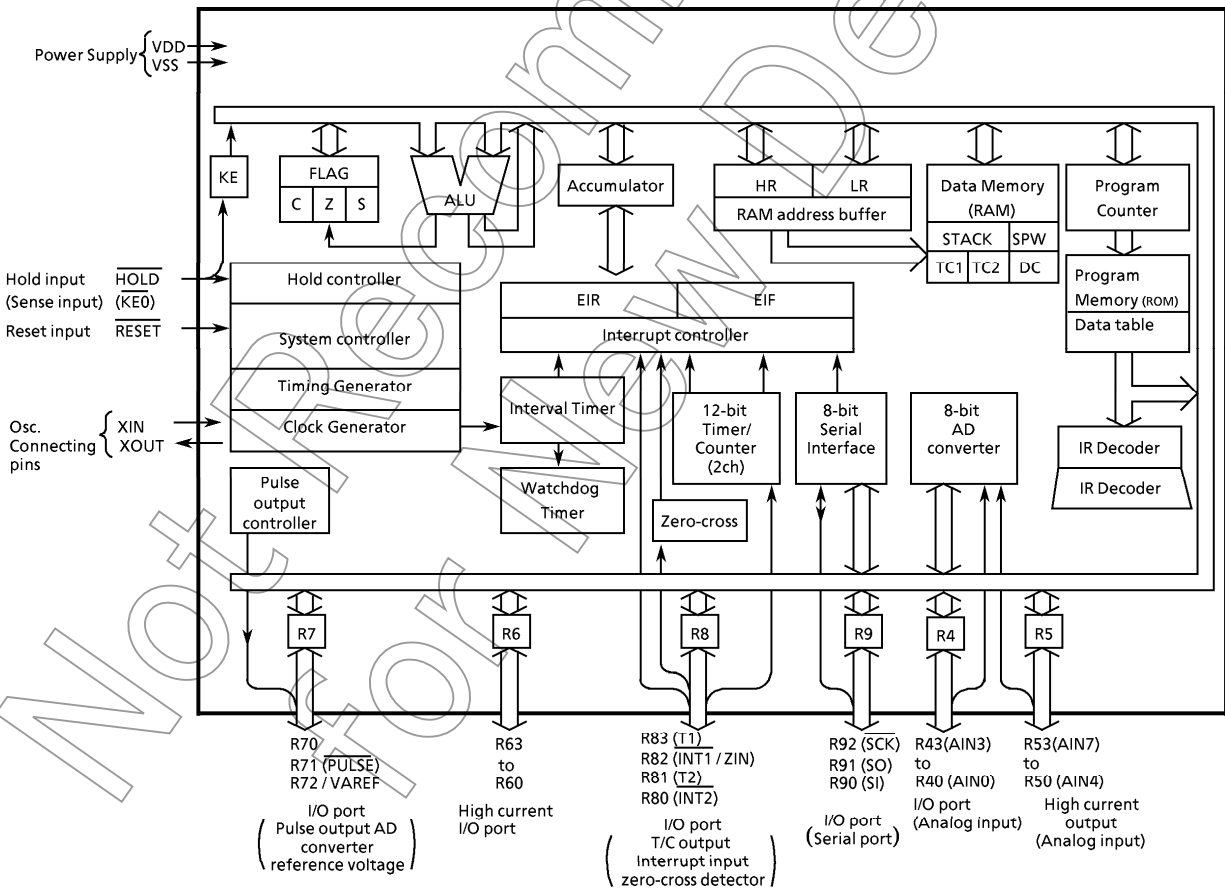 Power Supply
VDD
VSS
KE
FLAG
C Z S
ALU
Accumulator
HR LR
RAM address buffer
Data Memory
(RAM)
STACK SPW
TC1 TC2 DC
Program
Counter
Program
Memory (ROM)
Data table
Hold input HOLD
(Sense input) (KE0)
Reset input RESET
Osc.
Connecting
pins
XIN
XOUT
Hold controller
System controller
Timing Generator
Clock Generator
EIR EIF
Interrupt controller
Interval Timer
Watchdog
Timer
12-bit
Timer/
Counter
(2ch)
8-bit
Serial
Interface
8-bit
AD
converter
IR Decoder
IR Decoder
Pulse
output
controller
Zero-cross
R7
R6
R8
R9
R4
R5
R70
R71 (PULSE)
R72 / VAREF
I/O port
(Pulse output AD
converter
reference voltage)
R63
to
R60
High current
I/O port
R83 (T1)
R82 (INT1 / ZIN)
R81 (T2)
R80 (INT2)
I/O port
(T/C output
Interrupt input
zero-cross detector)
R92 (SCK)
R91 (SO)
R90 (SI)
I/O port
(Serial port)
R43(AIN3)
to
R40 (AIN0)
I/O port
(Analog input)
R53(AIN7)
to
R50 (AIN4)
High current
output
(Analog input)
Not Recom
for New De